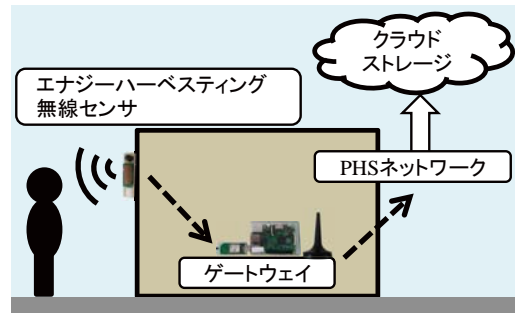 クラウド
ストレージ
エナジーハーベスティング
無線センサ
PHSネットワーク
ゲートウェイ